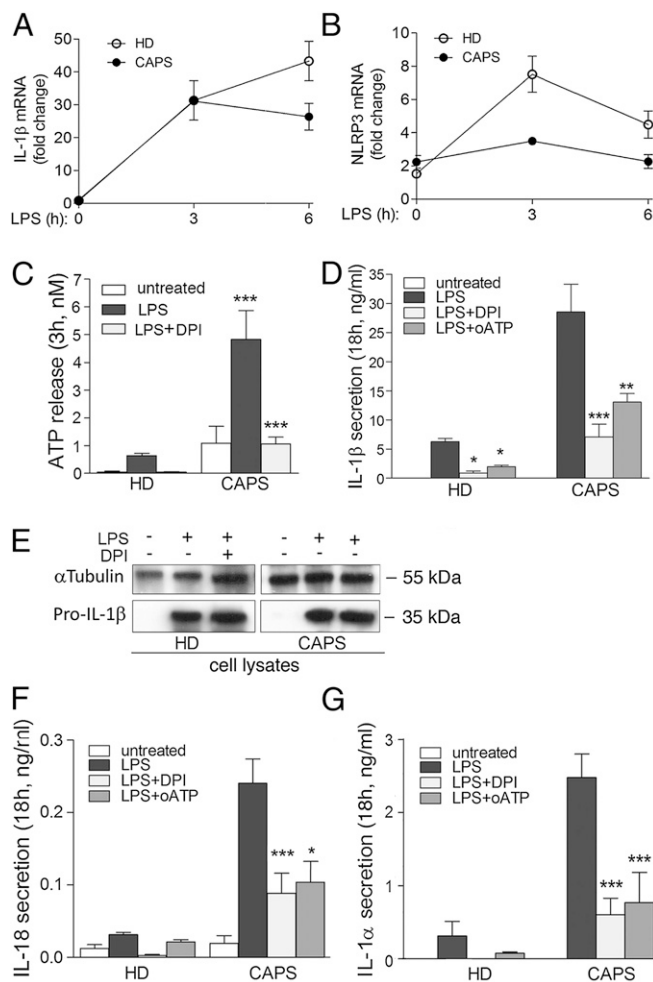 A
50
40
30
20
10
0
IL-1β mRNA
(fold change)
HD
CAPS
LPS (h):
0
3
6
B
10
8
6
4
2
0
NLRP3 mRNA
(fold change)
HD
CAPS
LPS (h):
0
3
6
C
7
6
5
4
3
2
1
0
ATP release (3h, nM)
untreated
LPS
LPS+DPI
***
***
HD
CAPS
D
35
30
25
20
15
10
5
0
IL-1β secretion (18h, ng/ml)
untreated
LPS
LPS+DPI
LPS+oATP
*
*
***
**
HD
CAPS
E
LPS - + + - + +
DPI - - + - -
αTubulin
– 55 kDa
Pro-IL-1β
– 35 kDa
HD
CAPS
cell lysates
F
0.3
0.2
0.1
0.0
IL-18 secretion (18h, ng/ml)
untreated
LPS
LPS+DPI
LPS+oATP
***
*
HD
CAPS
G
3
2
1
0
IL-1α secretion (18h, ng/ml)
untreated
LPS
LPS+DPI
LPS+oATP
***
***
HD
CAPS